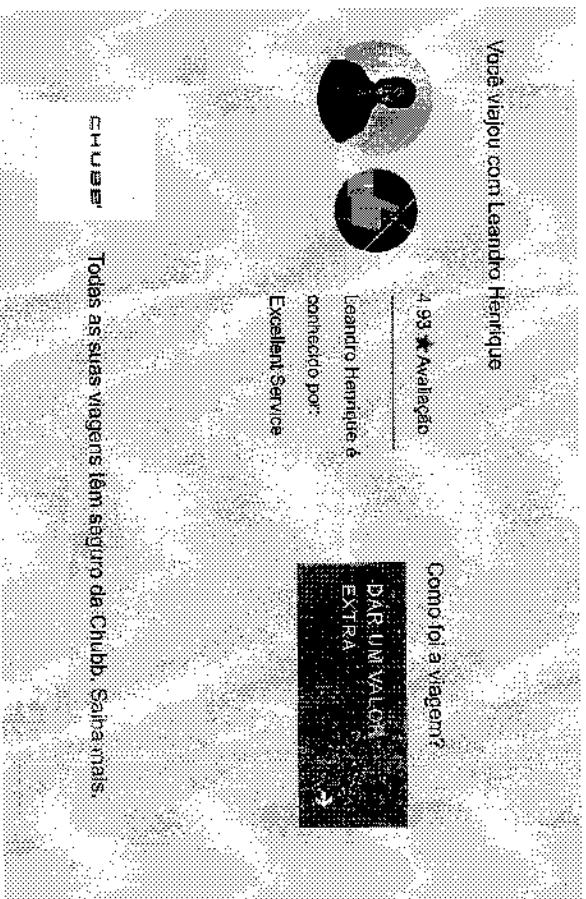 Você viajou com Leandro Henrique
4.93 ★ Avaliação
Leandro Henrique é
conhecido por:
Excellent Service
Como foi a viagem?
DAR UM VALOR
EXTRA
CHUBB
Todas as suas viagens têm seguro da Chubb. Saiba mais.